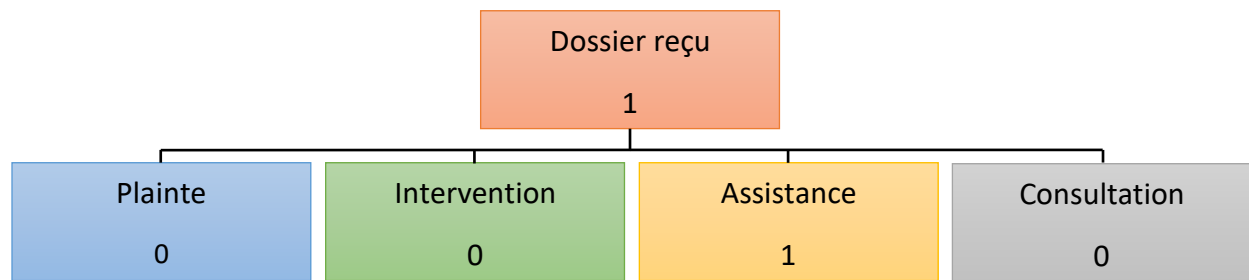 Dossier reçu
1
Plainte
0
Intervention
0
Assistance
1
Consultation
0